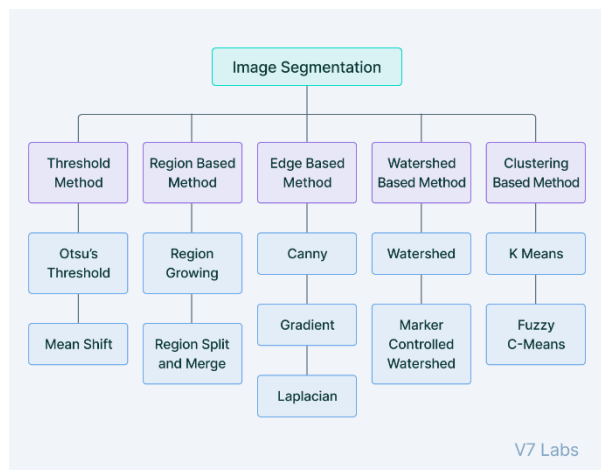 Image Segmentation
Threshold
Method
Region Based
Method
Edge Based
Method
Watershed
Based Method
Clustering
Based Method
Otsu's
Threshold
Region
Growing
Canny
Watershed
K Means
Mean Shift
Region Split
and Merge
Gradient
Marker
Controlled
Watershed
Fuzzy
C-Means
Laplacian
V7 Labs